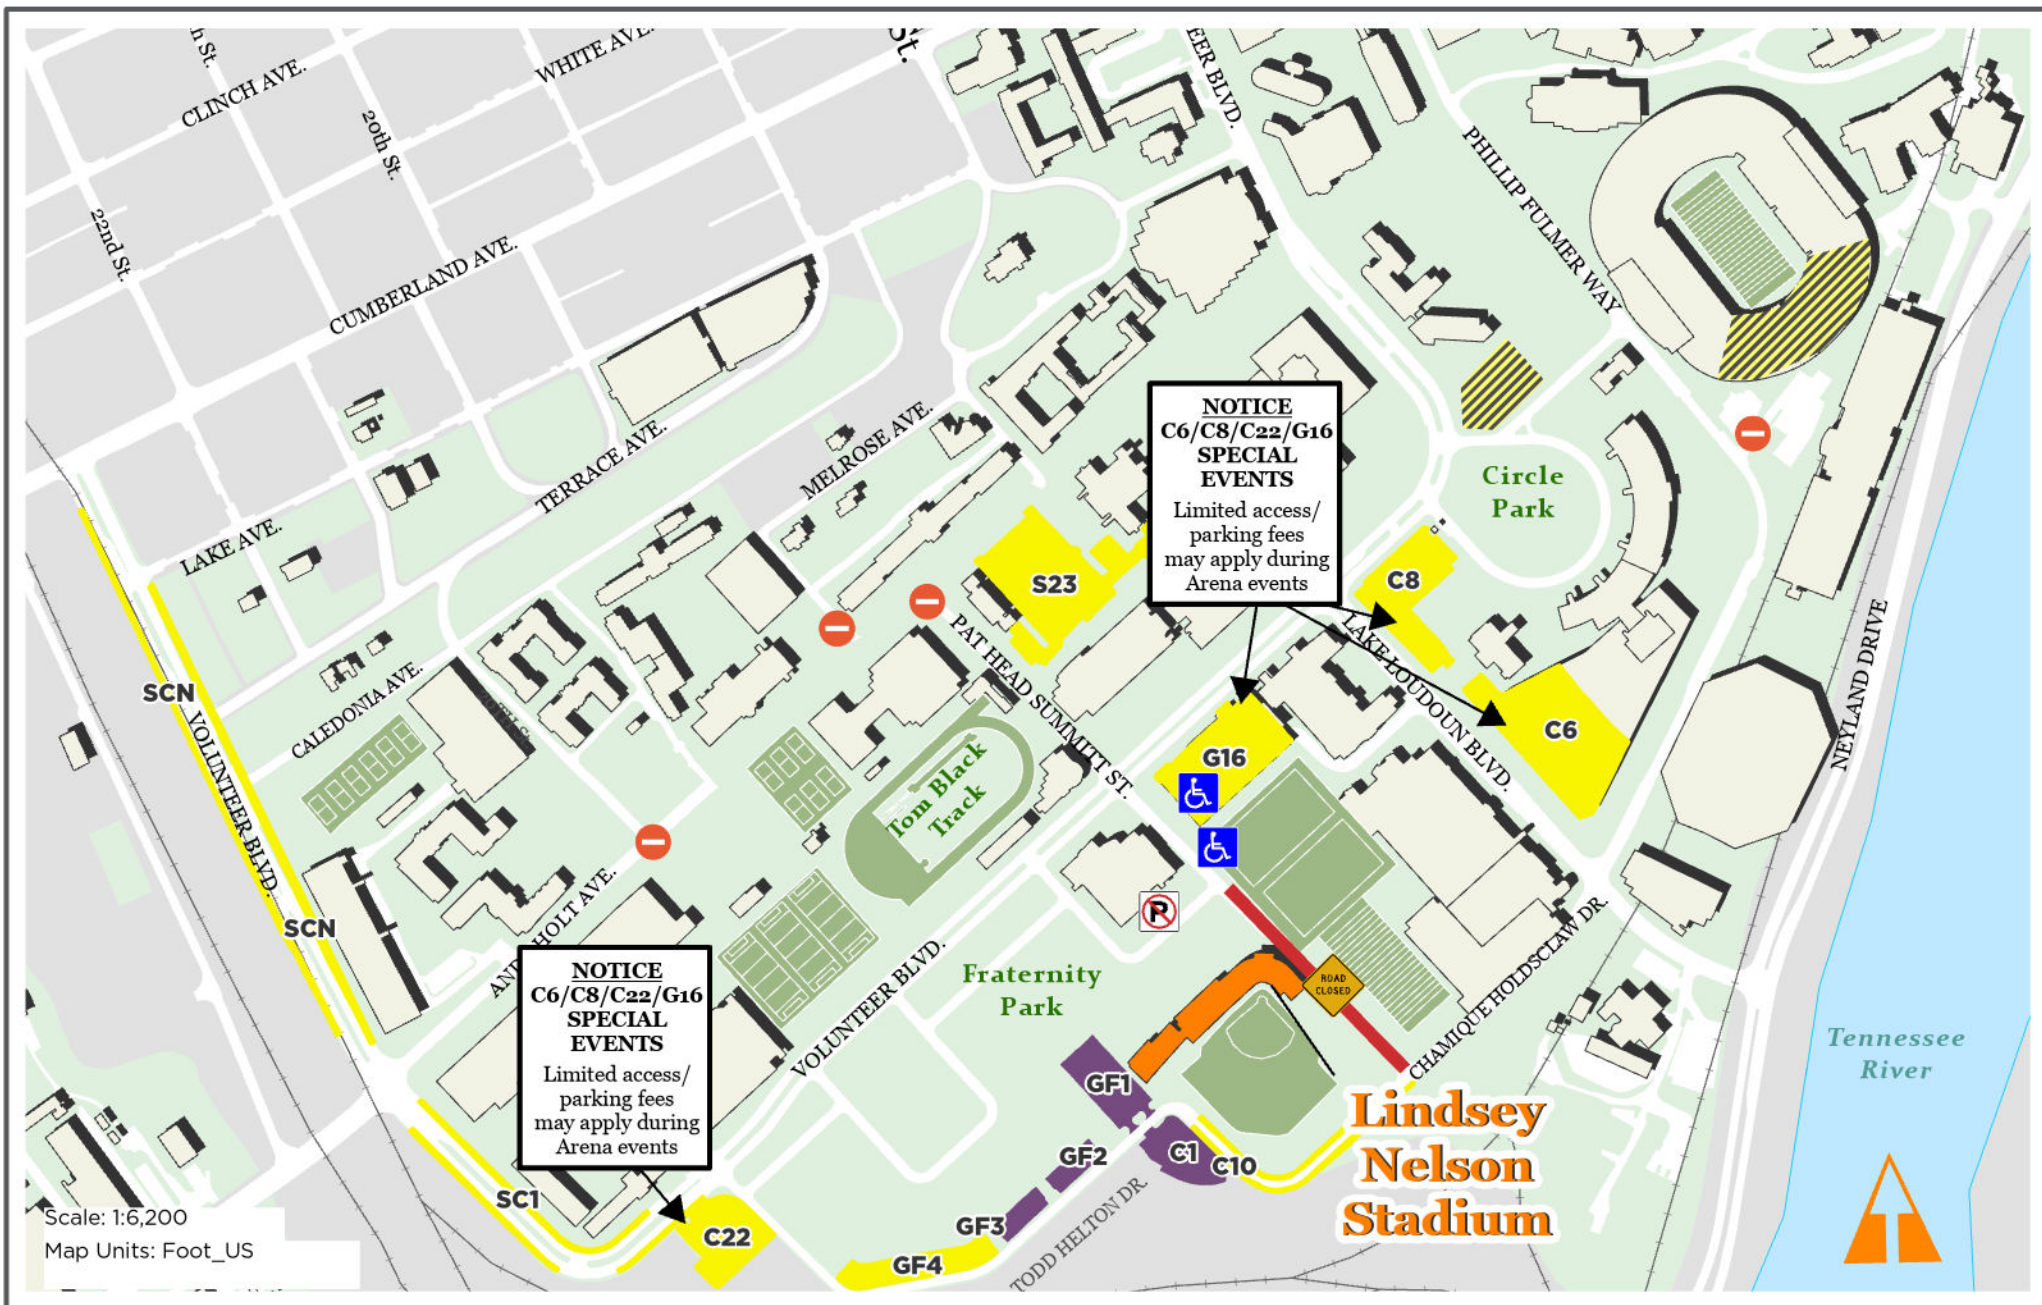 CLINCH AVE.
WHITE AVE.
St.
h St.
20th St.
22nd St.
CUMBERLAND AVE.
EER BLVD.
PHILLIP FULMER WAY
LAKE AVE.
TERRACE AVE.
MELROSE AVE.
NOTICE
C6/C8/C22/G16
SPECIAL
EVENTS
Limited access/
parking fees
may apply during
Arena events
Circle
Park
S23
C8
PAT HEAD SUMMITT ST.
LAKE LOUDOUN BLVD.
NEYLAND DRIVE
SCN
VOLUNTEER BLVD.
CALEDONIA AVE.
C6
G16
Tom Black
Track
P
SCN
HOLT AVE.
NOTICE
C6/C8/C22/G16
SPECIAL
EVENTS
Limited access/
parking fees
may apply during
Arena events
VOLUNTEER BLVD.
Fraternity
Park
ROAD
CLOSED
CHAMIQUE HOLDSCLAW DR.
Tennessee
River
GF1
Lindsey
Nelson
Stadium
GF2
C1
C10
SC1
GF3
C22
GF4
TODD HELTON DR.
Scale: 1:6,200
Map Units: Foot_US